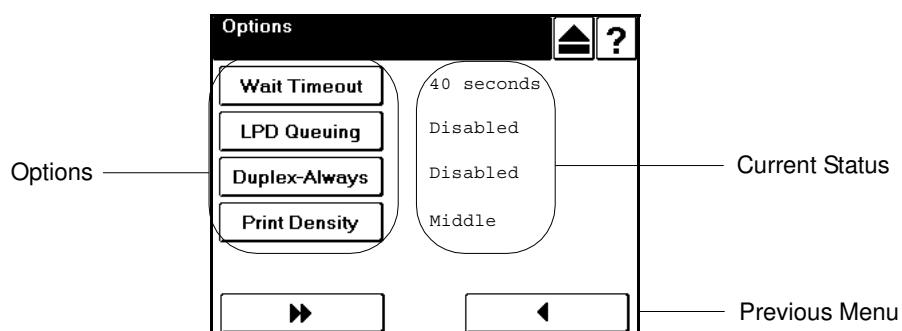 Options
?
Wait Timeout 40 seconds
LPD Queuing Disabled
Duplex-Always Disabled
Print Density Middle
Options
Current Status
Previous Menu